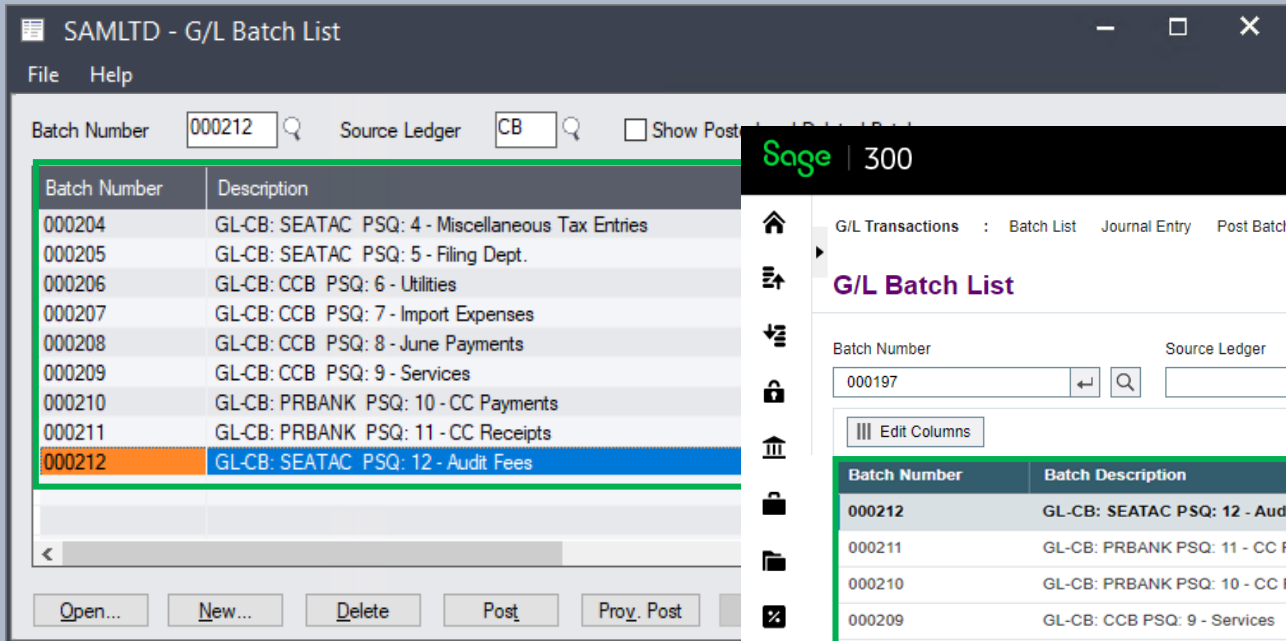 SAMLTD - G/L Batch List
File Help
Batch Number 000212 Source Ledger CB Show
Batch Number Description
000204 GL-CB: SEATAC PSQ: 4 - Miscellaneous Tax Entries
000205 GL-CB: SEATAC PSQ: 5 - Filing Dept.
000206 GL-CB: CCB PSQ: 6 - Utilities
000207 GL-CB: CCB PSQ: 7 - Import Expenses
000208 GL-CB: CCB PSQ: 8 - June Payments
000209 GL-CB: CCB PSQ: 9 - Services
000210 GL-CB: PRBANK PSQ: 10 - CC Payments
000211 GL-CB: PRBANK PSQ: 11 - CC Receipts
000212 GL-CB: SEATAC PSQ: 12 - Audit Fees
Open... New... Delete Post Prov. Post
Sage | 300
G/L Transactions : Batch List Journal Entry Post Batch
G/L Batch List
Batch Number Source Ledger
000197
Edit Columns
Batch Number Batch Description
000212 GL-CB: SEATAC PSQ: 12 - Aud
000211 GL-CB: PRBANK PSQ: 11 - CC
000210 GL-CB: PRBANK PSQ: 10 - CC
000209 GL-CB: CCB PSQ: 9 - Services